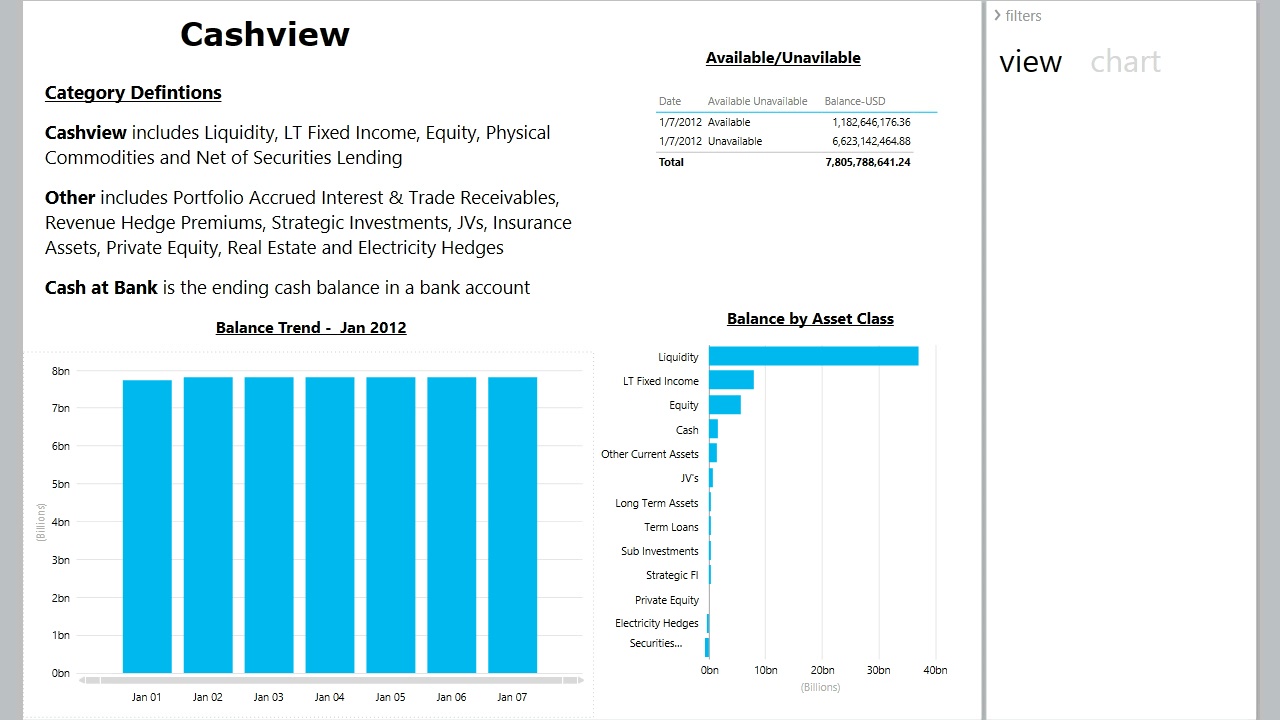 Cashview
Category Defintions
Cashview includes Liquidity, LT Fixed Income, Equity, Physical
Commodities and Net of Securities Lending
Other includes Portfolio Accrued Interest & Trade Receivables,
Revenue Hedge Premiums, Strategic Investments, JVs, Insurance
Assets, Private Equity, Real Estate and Electricity Hedges
Cash at Bank is the ending cash balance in a bank account
Available/Unavilable
Date Available Unavailable Balance-USD
1/7/2012 Available 1,182,646,176.36
1/7/2012 Unavailable 6,623,142,464.88
Total 7,805,788,641.24
Balance Trend - Jan 2012
8bn
7bn
6bn
5bn
4bn
3bn
2bn
1bn
0bn
(Billions)
Jan 01 Jan 02 Jan 03 Jan 04 Jan 05 Jan 06 Jan 07
Balance by Asset Class
Liquidity
LT Fixed Income
Equity
Cash
Other Current Assets
JV's
Long Term Assets
Term Loans
Sub Investments
Strategic FI
Private Equity
Electricity Hedges
Securities...
0bn 10bn 20bn 30bn 40bn
(Billions)
filters
view chart